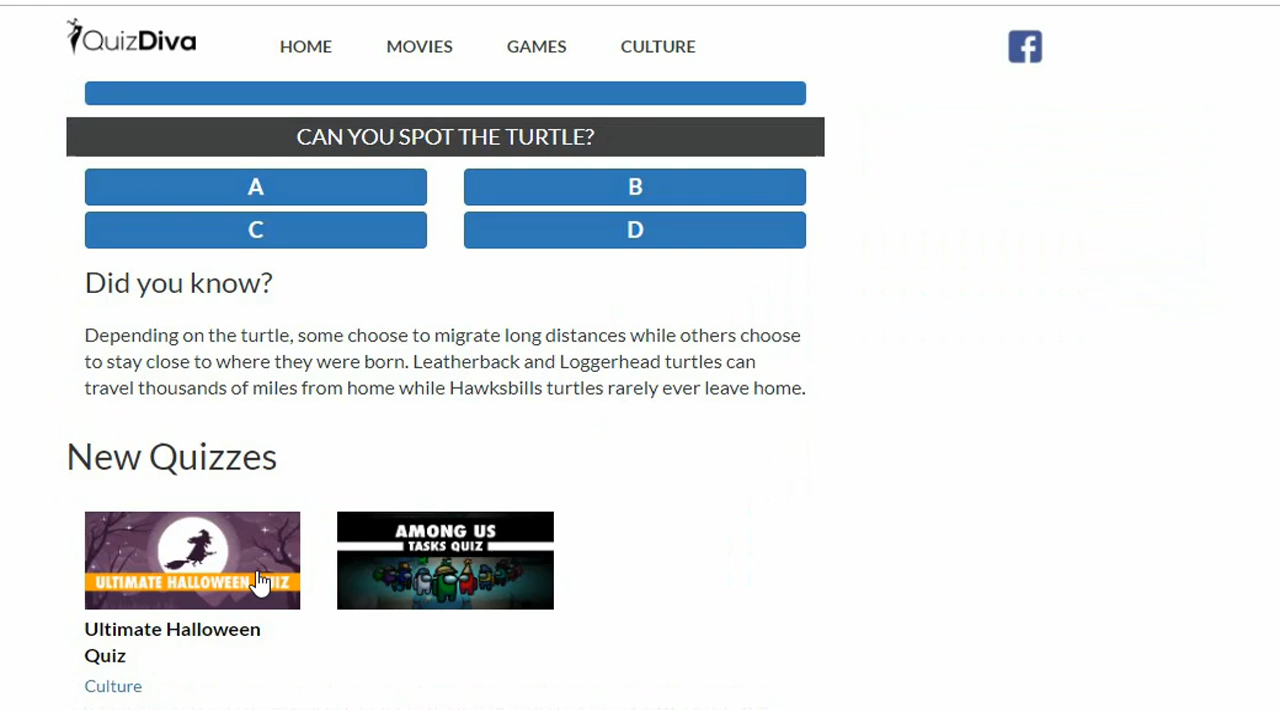 QuizDiva
HOME MOVIES GAMES CULTURE
CAN YOU SPOT THE TURTLE?
A B
C D
Did you know?
Depending on the turtle, some choose to migrate long distances while others choose
to stay close to where they were born. Leatherback and Loggerhead turtles can
travel thousands of miles from home while Hawksbills turtles rarely ever leave home.
New Quizzes
ULTIMATE HALLOWEEN QUIZ
AMONG US
TASKS QUIZ
Ultimate Halloween
Quiz
Culture